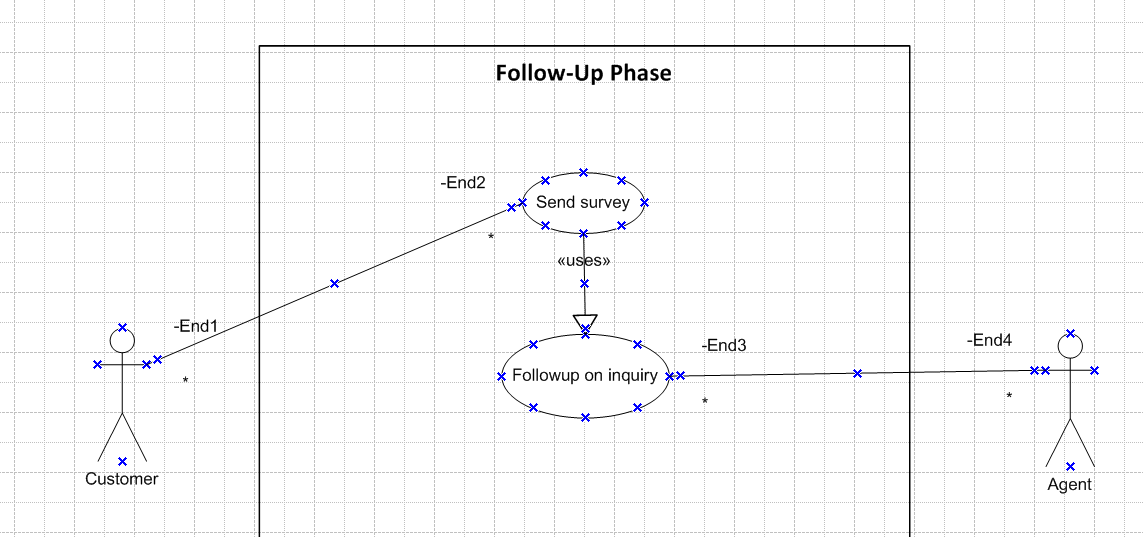 Follow-Up Phase
-End2
Send survey
*
«uses»
-End1
-End4
-End3
Followup on inquiry
*
*
*
Customer
Agent